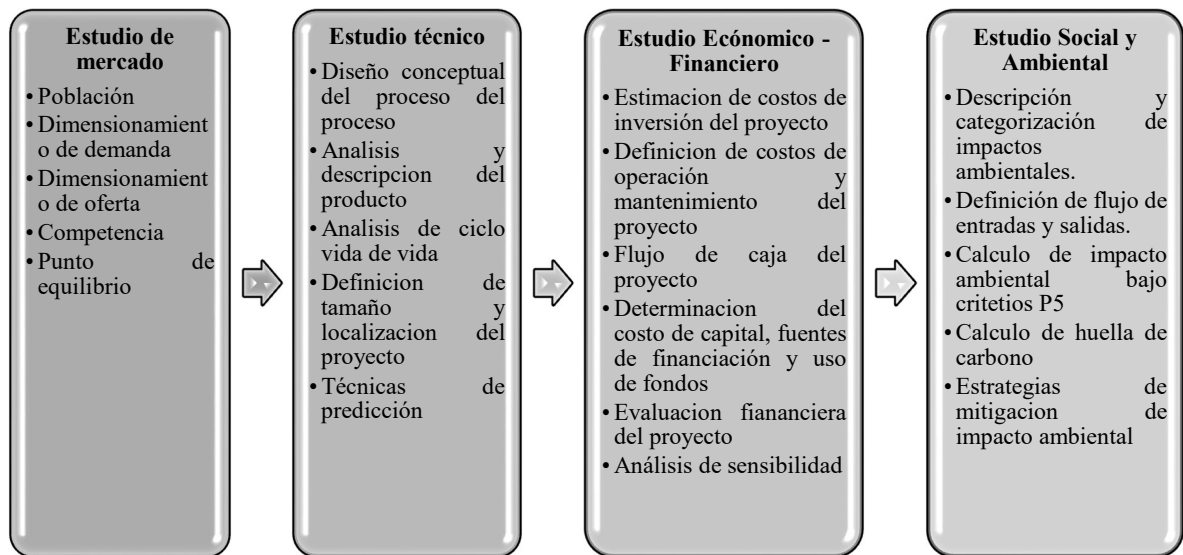 Estudio de
mercado
• Población
• Dimensionamient
o de demanda
• Dimensionamient
o de oferta
• Competencia
• Punto de
equilibrio
Estudio técnico
• Diseño conceptual
del proceso del
proceso
• Analisis y
descripcion del
producto
• Analisis de ciclo
vida de vida
• Definicion de
tamaño y
localizacion del
proyecto
• Técnicas de
predicción
Estudio Ecónomico -
Financiero
• Estimacion de costos de
inversión del proyecto
• Definicion de costos de
operación y
mantenimiento del
proyecto
• Flujo de caja del
proyecto
• Determinacion del
costo de capital, fuentes
de financiación y uso
de fondos
• Evaluacion fiananciera
del proyecto
• Análisis de sensibilidad
Estudio Social y
Ambiental
• Descripción y
categorización de
impactos
ambientales.
• Definición de flujo de
entradas y salidas.
• Calculo de impacto
ambiental bajo
critetios P5
• Calculo de huella de
carbono
• Estrategias de
mitigacion de
impacto ambiental